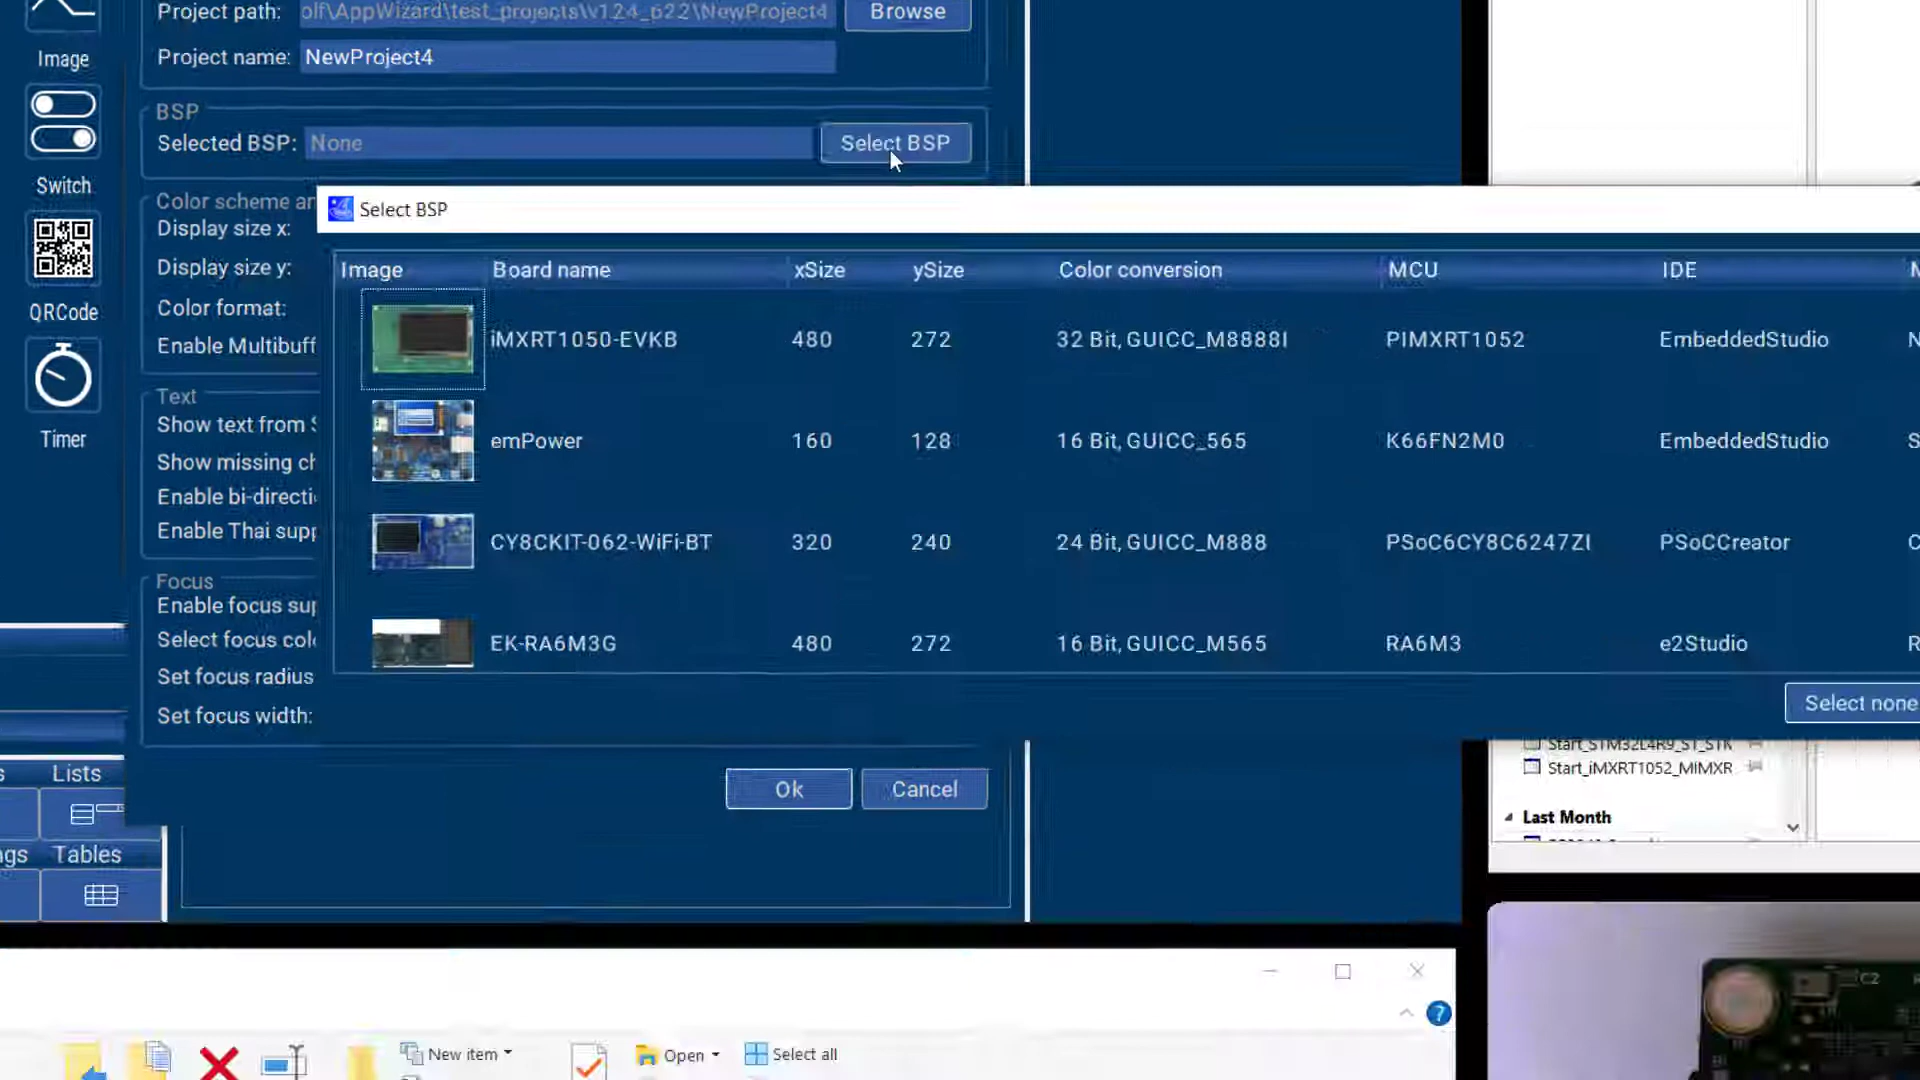 Project path: olf\AppWizard\test_projects\v124_622\NewProject4 Browse
Image
Project name: NewProject4
BSP
Selected BSP: None Select BSP
Switch
Color scheme ar
Select BSP
Display size x:
Display size y:
Image Board name xSize ySize Color conversion MCU IDE
QRCode
Color format:
Enable Multibuff
iMXRT1050-EVKB 480 272 32 Bit, GUICC_M8888I PIMXRT1052 EmbeddedStudio N
Text
Show text from S
Timer
emPower 160 128 16 Bit, GUICC_565 K66FN2M0 EmbeddedStudio S
Show missing ch
Enable bi-directi
Enable Thai supp
CY8CKIT-062-WiFi-BT 320 240 24 Bit, GUICC_M888 PSoC6CY8C6247ZI PSoCCreator C
Focus
Enable focus sup
Select focus colo
EK-RA6M3G 480 272 16 Bit, GUICC_M565 RA6M3 e2Studio R
Set focus radius
Set focus width:
Select none
Start_STM32L4R9_ST_STK
Start_iMXRT1052_MIMXR
s Lists
Ok Cancel
Last Month
ngs Tables
C2
New item Open Select all